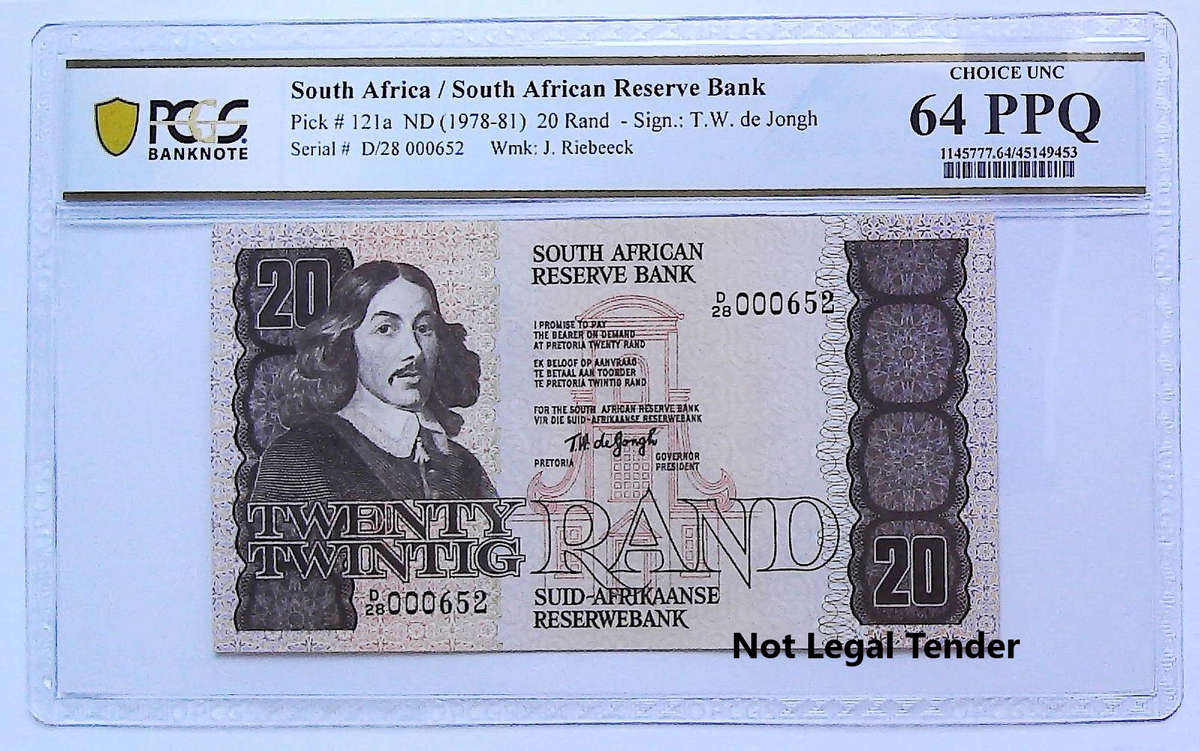 PCGS
BANKNOTE
South Africa / South African Reserve Bank
Pick # 121a ND (1978-81) 20 Rand - Sign.: T.W. de Jongh
Serial # D/28 000652 Wmk: J. Riebeeck
CHOICE UNC
64 PPQ
1145777.64/45149453
20
SOUTH AFRICAN
RESERVE BANK
D/28 000652
I PROMISE TO PAY
THE BEARER ON DEMAND
AT PRETORIA TWENTY RAND
EK BELOOF OP AANVRAAG
TE BETAAL AAN TOONDER
TE PRETORIA TWINTIG RAND
FOR THE SOUTH AFRICAN RESERVE BANK
VIR DIE SUID-AFRIKAANSE RESERWEBANK
T.W. de Jongh
PRETORIA
GOVERNOR
PRESIDENT
TWENTY
TWINTIG
RAND
20
D/28 000652
SUID-AFRIKAANSE
RESERWEBANK
Not Legal Tender